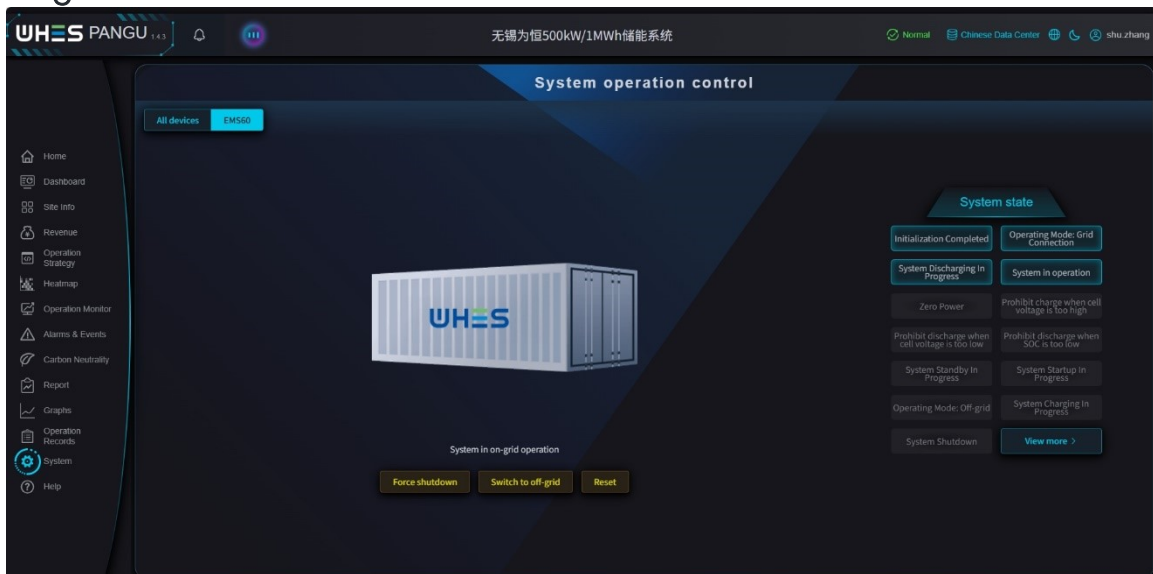 WHES PANGU 1.4.3
无锡为恒500kW/1MWh储能系统
Normal
Chinese Data Center
shu.zhang
System operation control
All devices
EMS60
Home
Dashboard
Site Info
Revenue
Operation
Strategy
Heatmap
Operation Monitor
Alarms & Events
Carbon Neutrality
Report
Graphs
Operation
Records
System
Help
WHES
System in on-grid operation
Force shutdown
Switch to off-grid
Reset
System state
Initialization Completed
Operating Mode: Grid
Connection
System Discharging In
Progress
System in operation
Zero Power
Prohibit charge when cell
voltage is too high
Prohibit discharge when
cell voltage is too low
Prohibit discharge when
SOC is too low
System Standby In
Progress
System Startup In
Progress
Operating Mode: Off-grid
System Charging In
Progress
System Shutdown
View more >